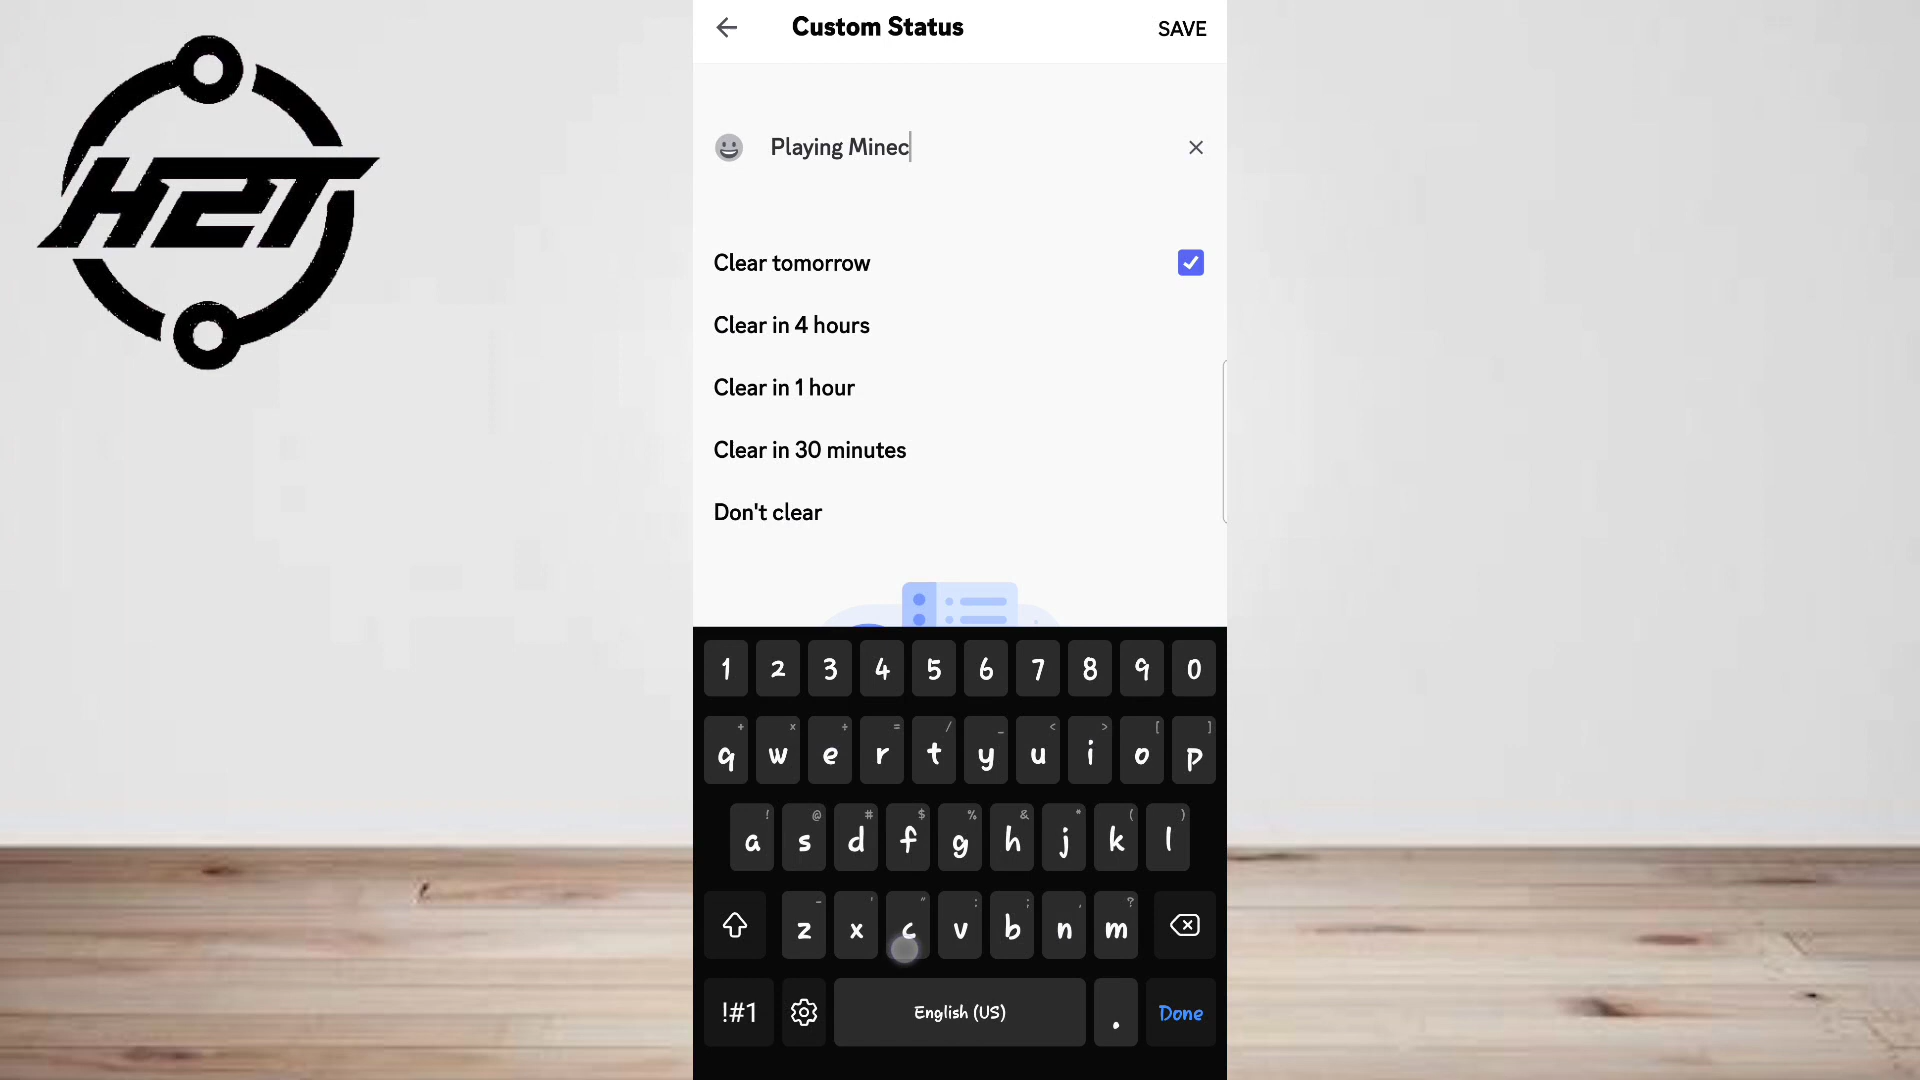 H2T
Custom Status
SAVE
Playing Minec
Clear tomorrow
Clear in 4 hours
Clear in 1 hour
Clear in 30 minutes
Don't clear
1 2 3 4 5 6 7 8 9 0
+ × ÷ = / _ < > [ ]
q w e r t y u i o p
! @ # $ % & * ( )
a s d f g h j k l
- ' " : ; , ?
z x c v b n m
!#1 English (US) . Done